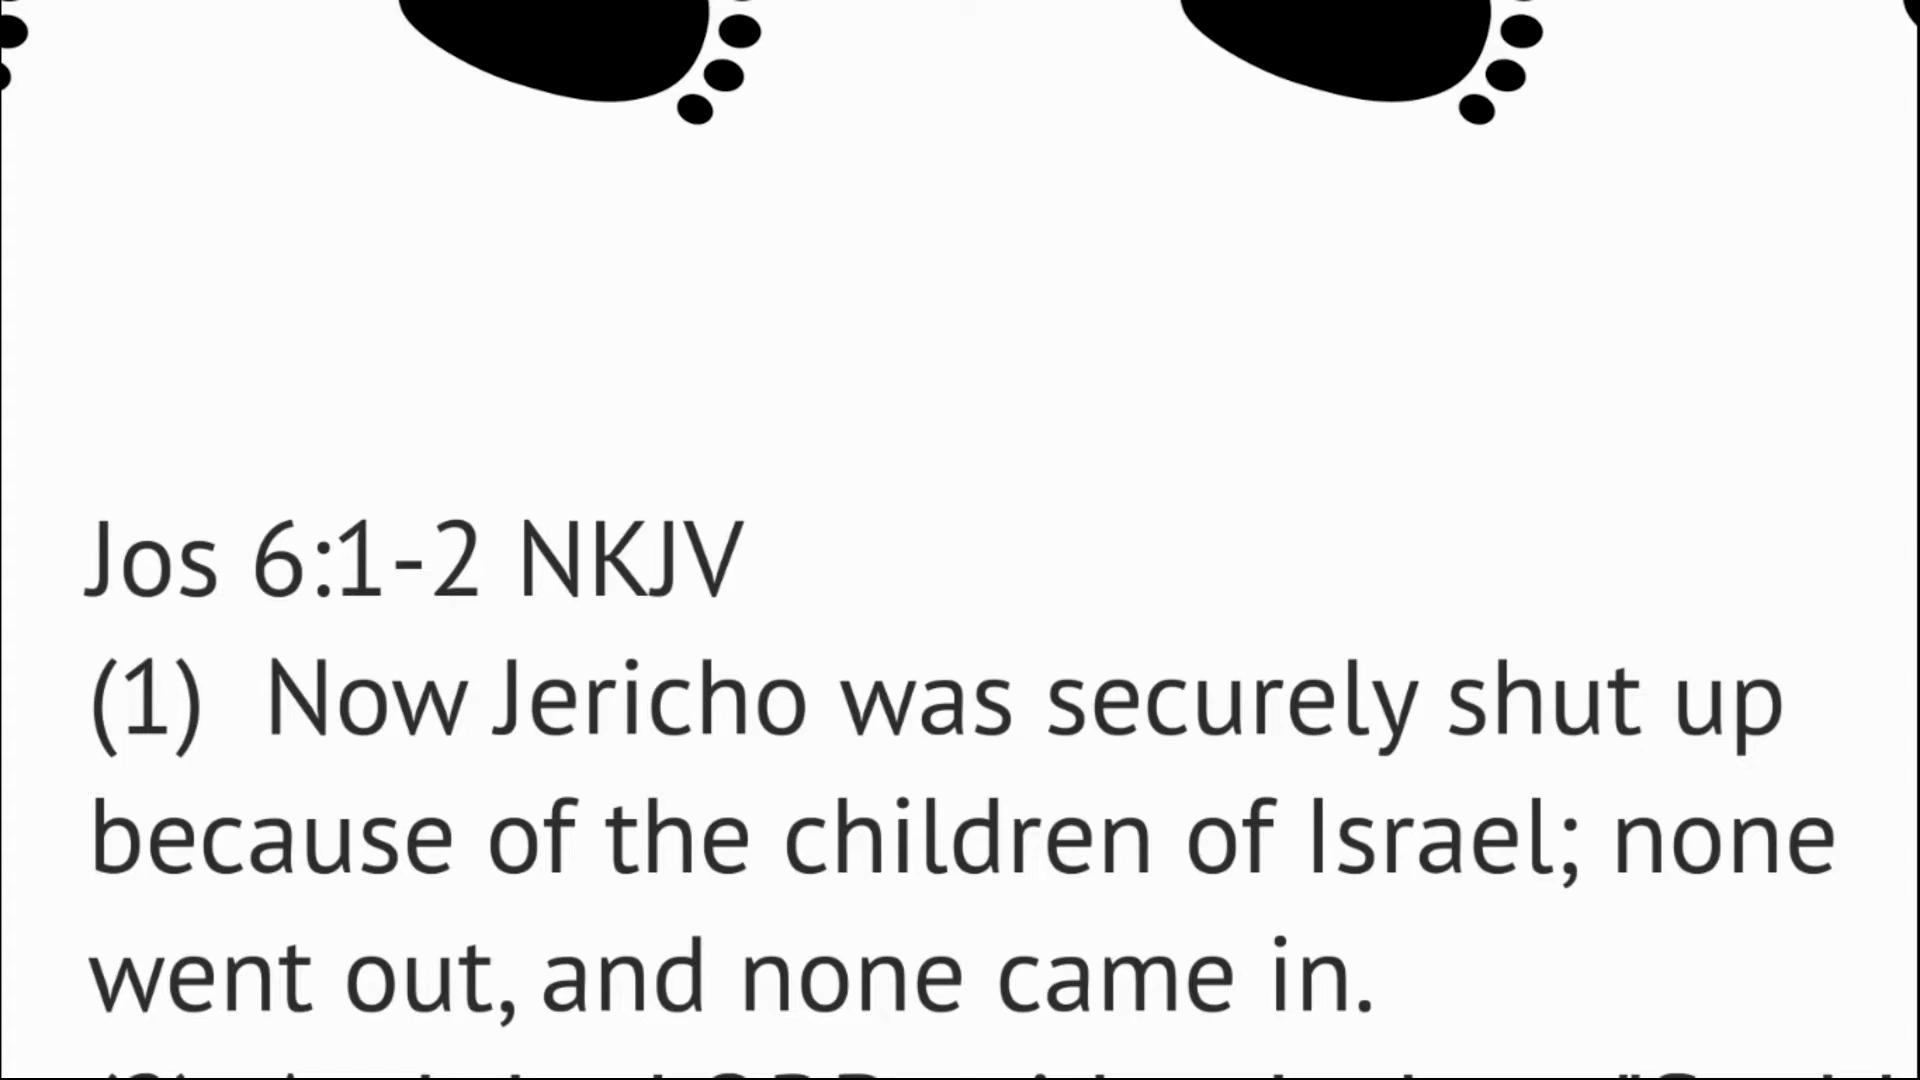 Jos 6:1-2 NKJV
(1)  Now Jericho was securely shut up
because of the children of Israel; none
went out, and none came in.